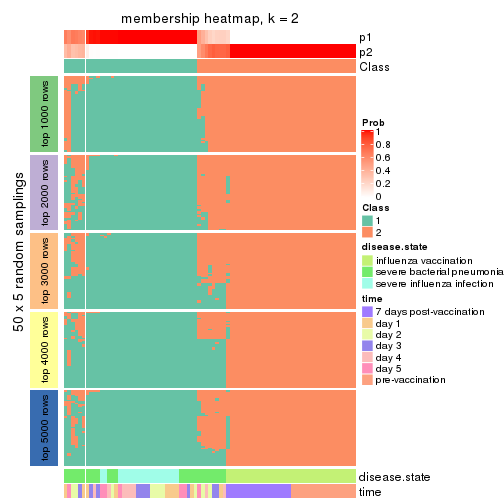 membership heatmap, k = 2
p1
p2
Class
50 x 5 random samplings
top 1000 rows
top 2000 rows
top 3000 rows
top 4000 rows
top 5000 rows
disease.state
time
Prob
1
0.8
0.6
0.4
0.2
0
Class
1
2
disease.state
influenza vaccination
severe bacterial pneumonia
severe influenza infection
time
7 days post-vaccination
day 1
day 2
day 3
day 4
day 5
pre-vaccination